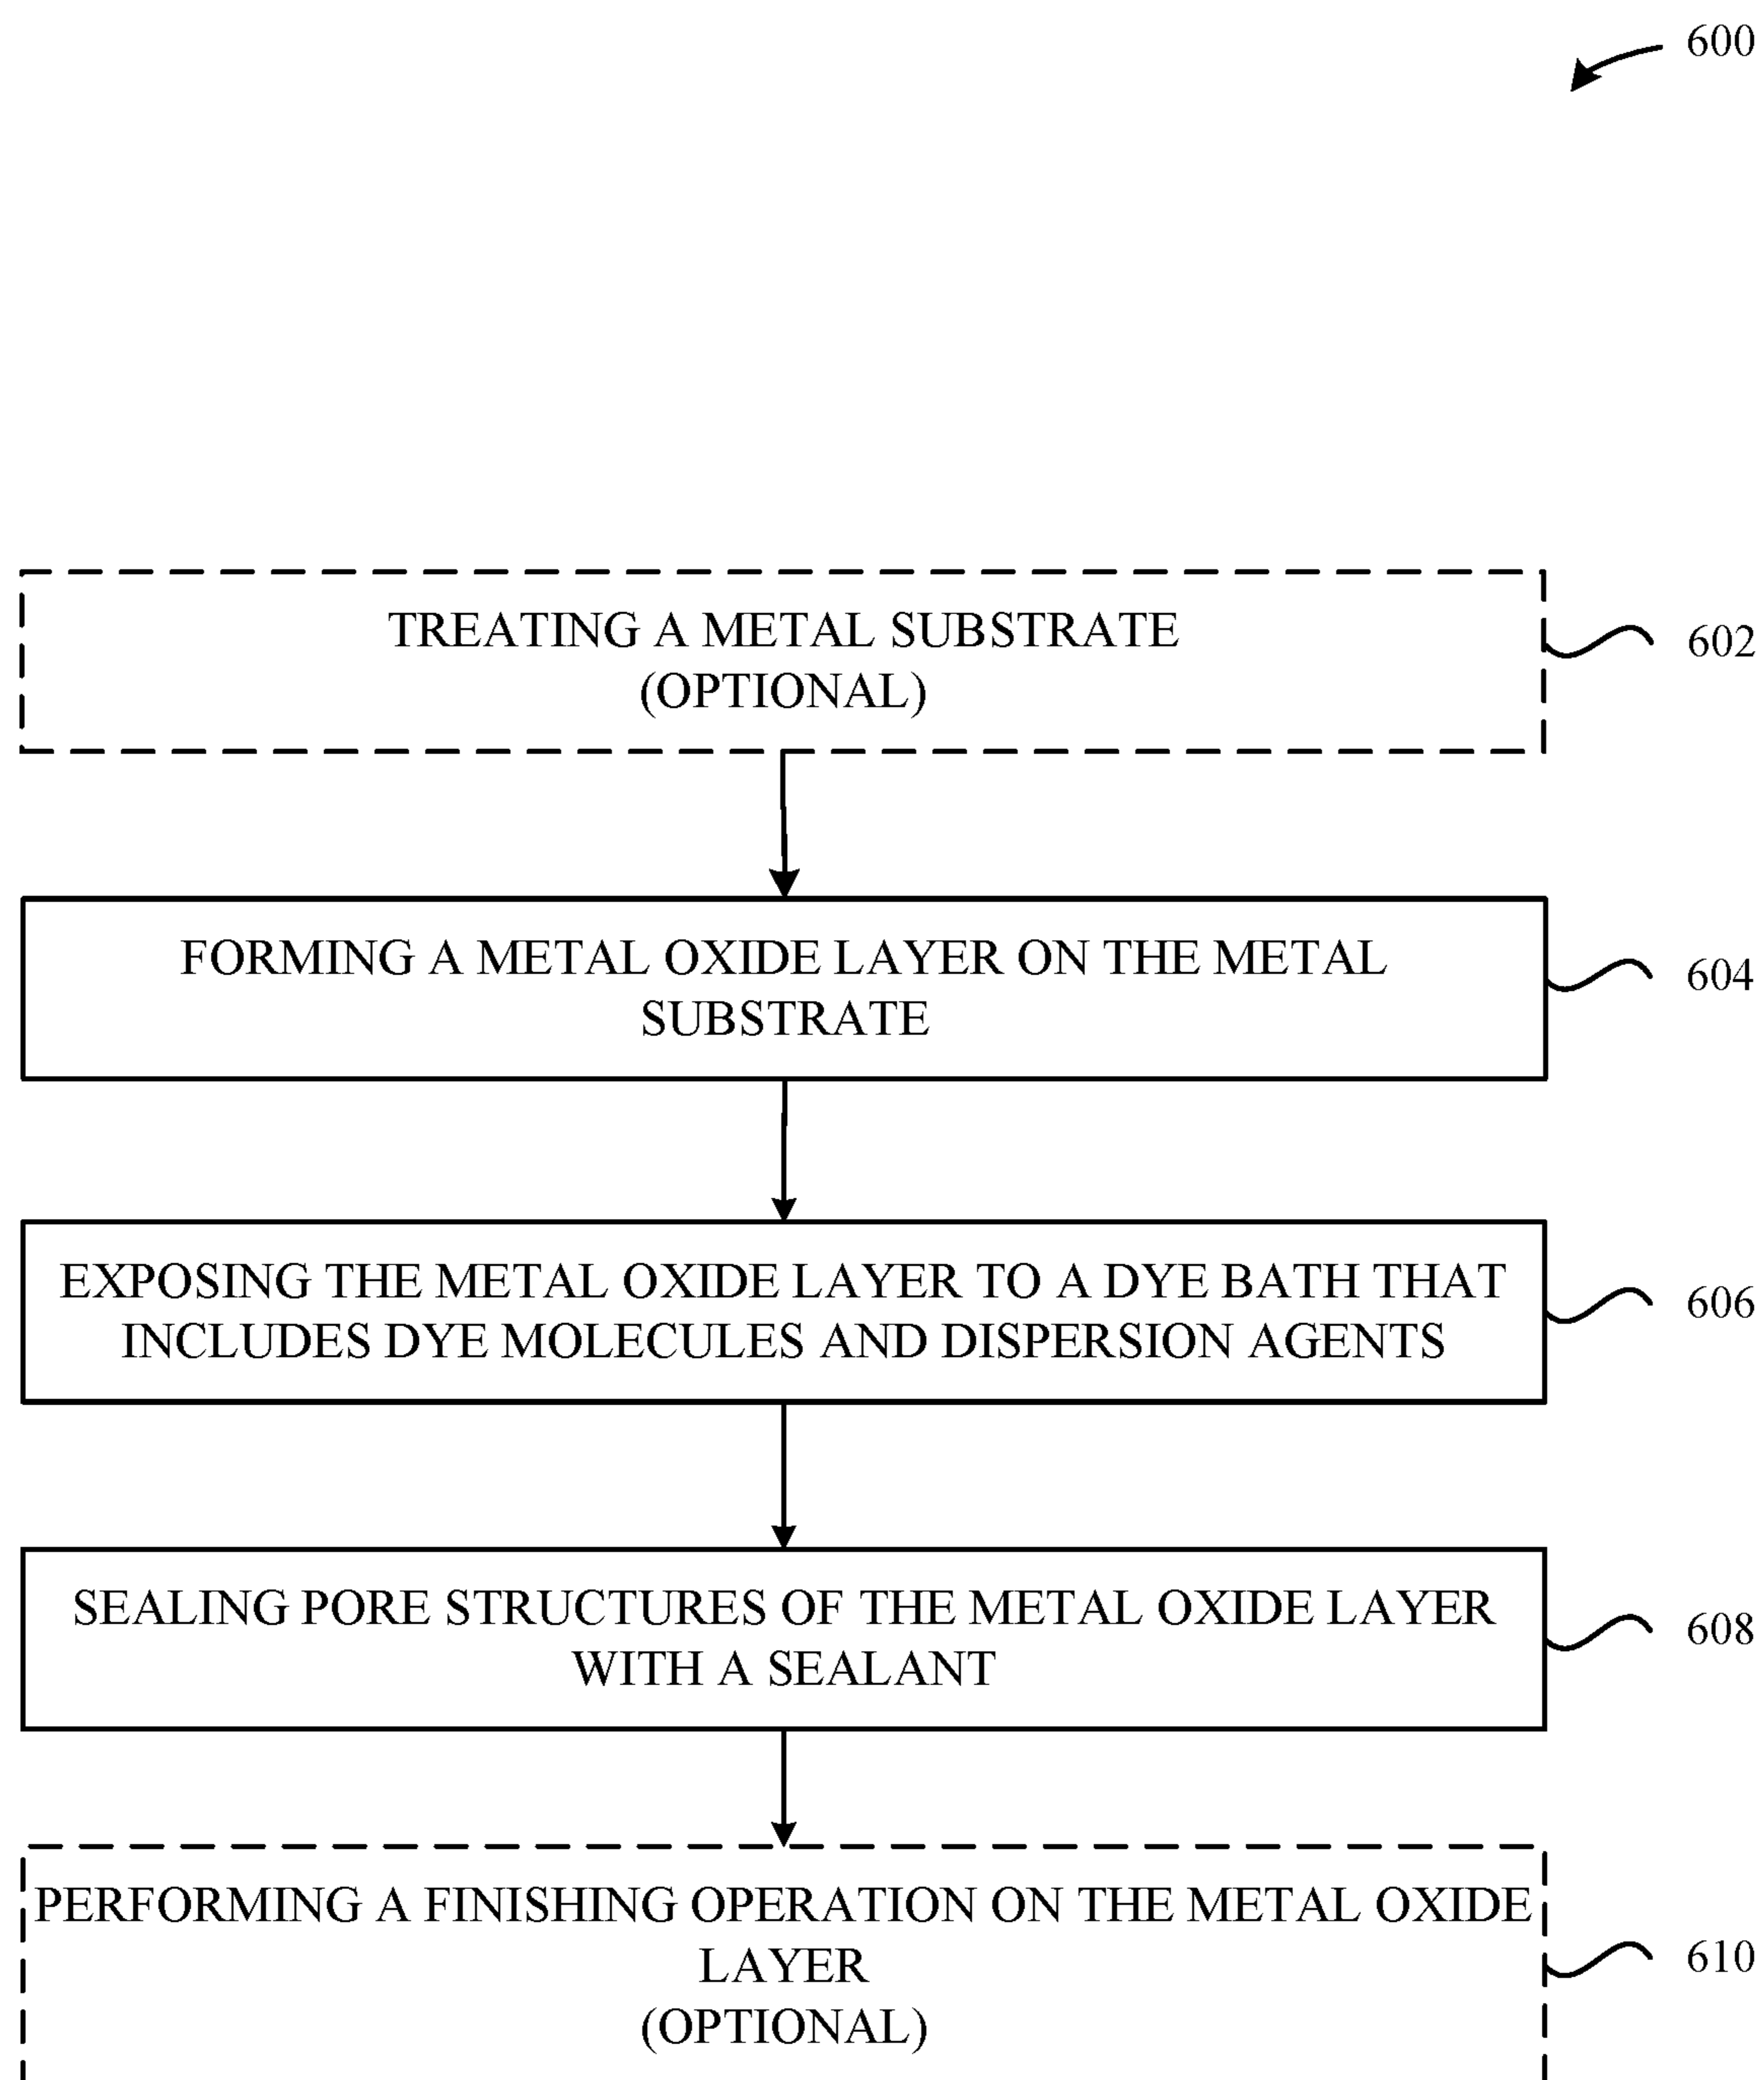 600
TREATING A METAL SUBSTRATE
(OPTIONAL)
602
FORMING A METAL OXIDE LAYER ON THE METAL
SUBSTRATE
604
EXPOSING THE METAL OXIDE LAYER TO A DYE BATH THAT
INCLUDES DYE MOLECULES AND DISPERSION AGENTS
606
SEALING PORE STRUCTURES OF THE METAL OXIDE LAYER
WITH A SEALANT
608
PERFORMING A FINISHING OPERATION ON THE METAL OXIDE
LAYER
(OPTIONAL)
610